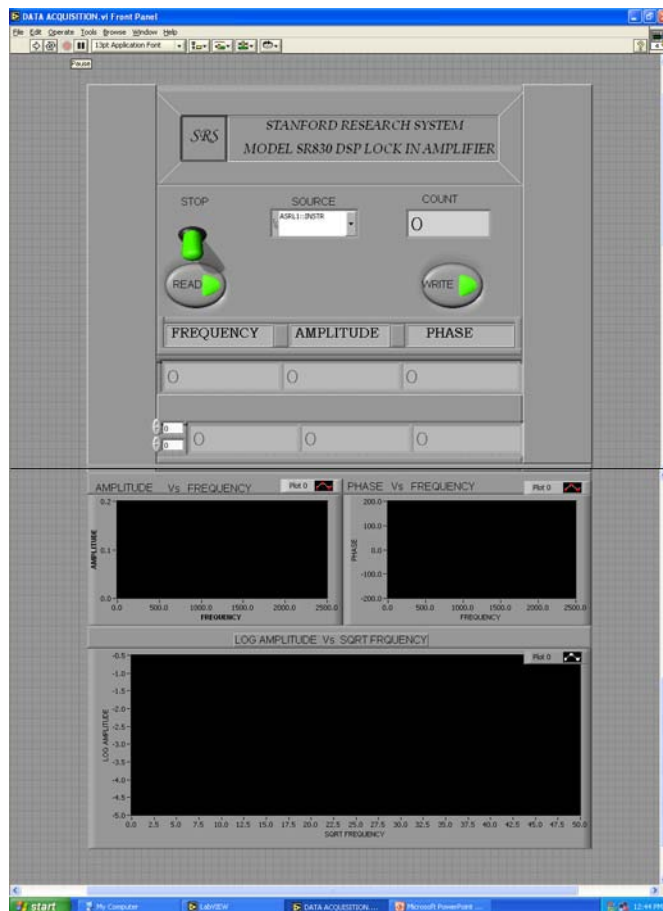 DATA ACQUISITION.vi Front Panel
File Edit Operate Tools Browse Window Help
13pt Application Font
Pause
SRS
STANFORD RESEARCH SYSTEM
MODEL SR830 DSP LOCK IN AMPLIFIER
STOP SOURCE COUNT
ASRL1::INSTR
0
READ WRITE
FREQUENCY AMPLITUDE PHASE
0 0 0
0
0 0 0
0
AMPLITUDE Vs FREQUENCY Plot 0
0.2
0.1
0.0
AMPLITUDE
0.0 500.0 1000.0 1500.0 2000.0 2500.0
FREQUENCY
PHASE Vs FREQUENCY Plot 0
200.0
100.0
0.0
-100.0
-200.0
PHASE
0.0 500.0 1000.0 1500.0 2000.0 2500.0
FREQUENCY
LOG AMPLITUDE Vs SQRT FRQUENCY
Plot 0
-0.5
-1.0
-1.5
-2.0
-2.5
-3.0
-3.5
-4.0
-4.5
-5.0
LOG AMPLITUDE
0.0 2.5 5.0 7.5 10.0 12.5 15.0 17.5 20.0 22.5 25.0 27.5 30.0 32.5 35.0 37.5 40.0 42.5 45.0 47.5 50.0
SQRT FREQUENCY
start My Computer LabVIEW DATA ACQUISITION.... Microsoft PowerPoint ... 12:44 PM